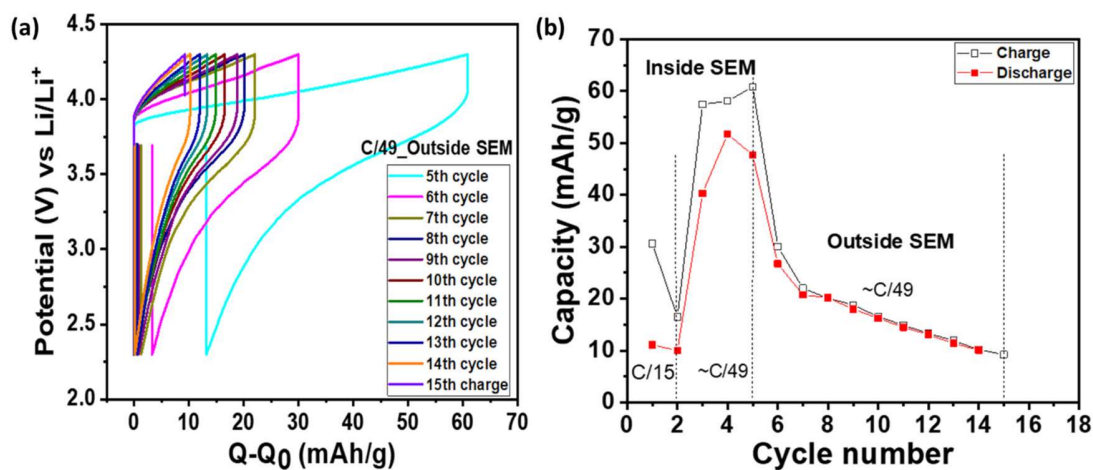 (a)
4.5
4.0
3.5
3.0
2.5
2.0
Potential (V) vs Li/Li+
C/49_Outside SEM
5th cycle
6th cycle
7th cycle
8th cycle
9th cycle
10th cycle
11th cycle
12th cycle
13th cycle
14th cycle
15th charge
0 10 20 30 40 50 60 70
Q-Q0 (mAh/g)
(b)
70
60
50
40
30
20
10
0
Capacity (mAh/g)
Charge
Discharge
Inside SEM
Outside SEM
~C/49
C/15
~C/49
0 2 4 6 8 10 12 14 16 18
Cycle number